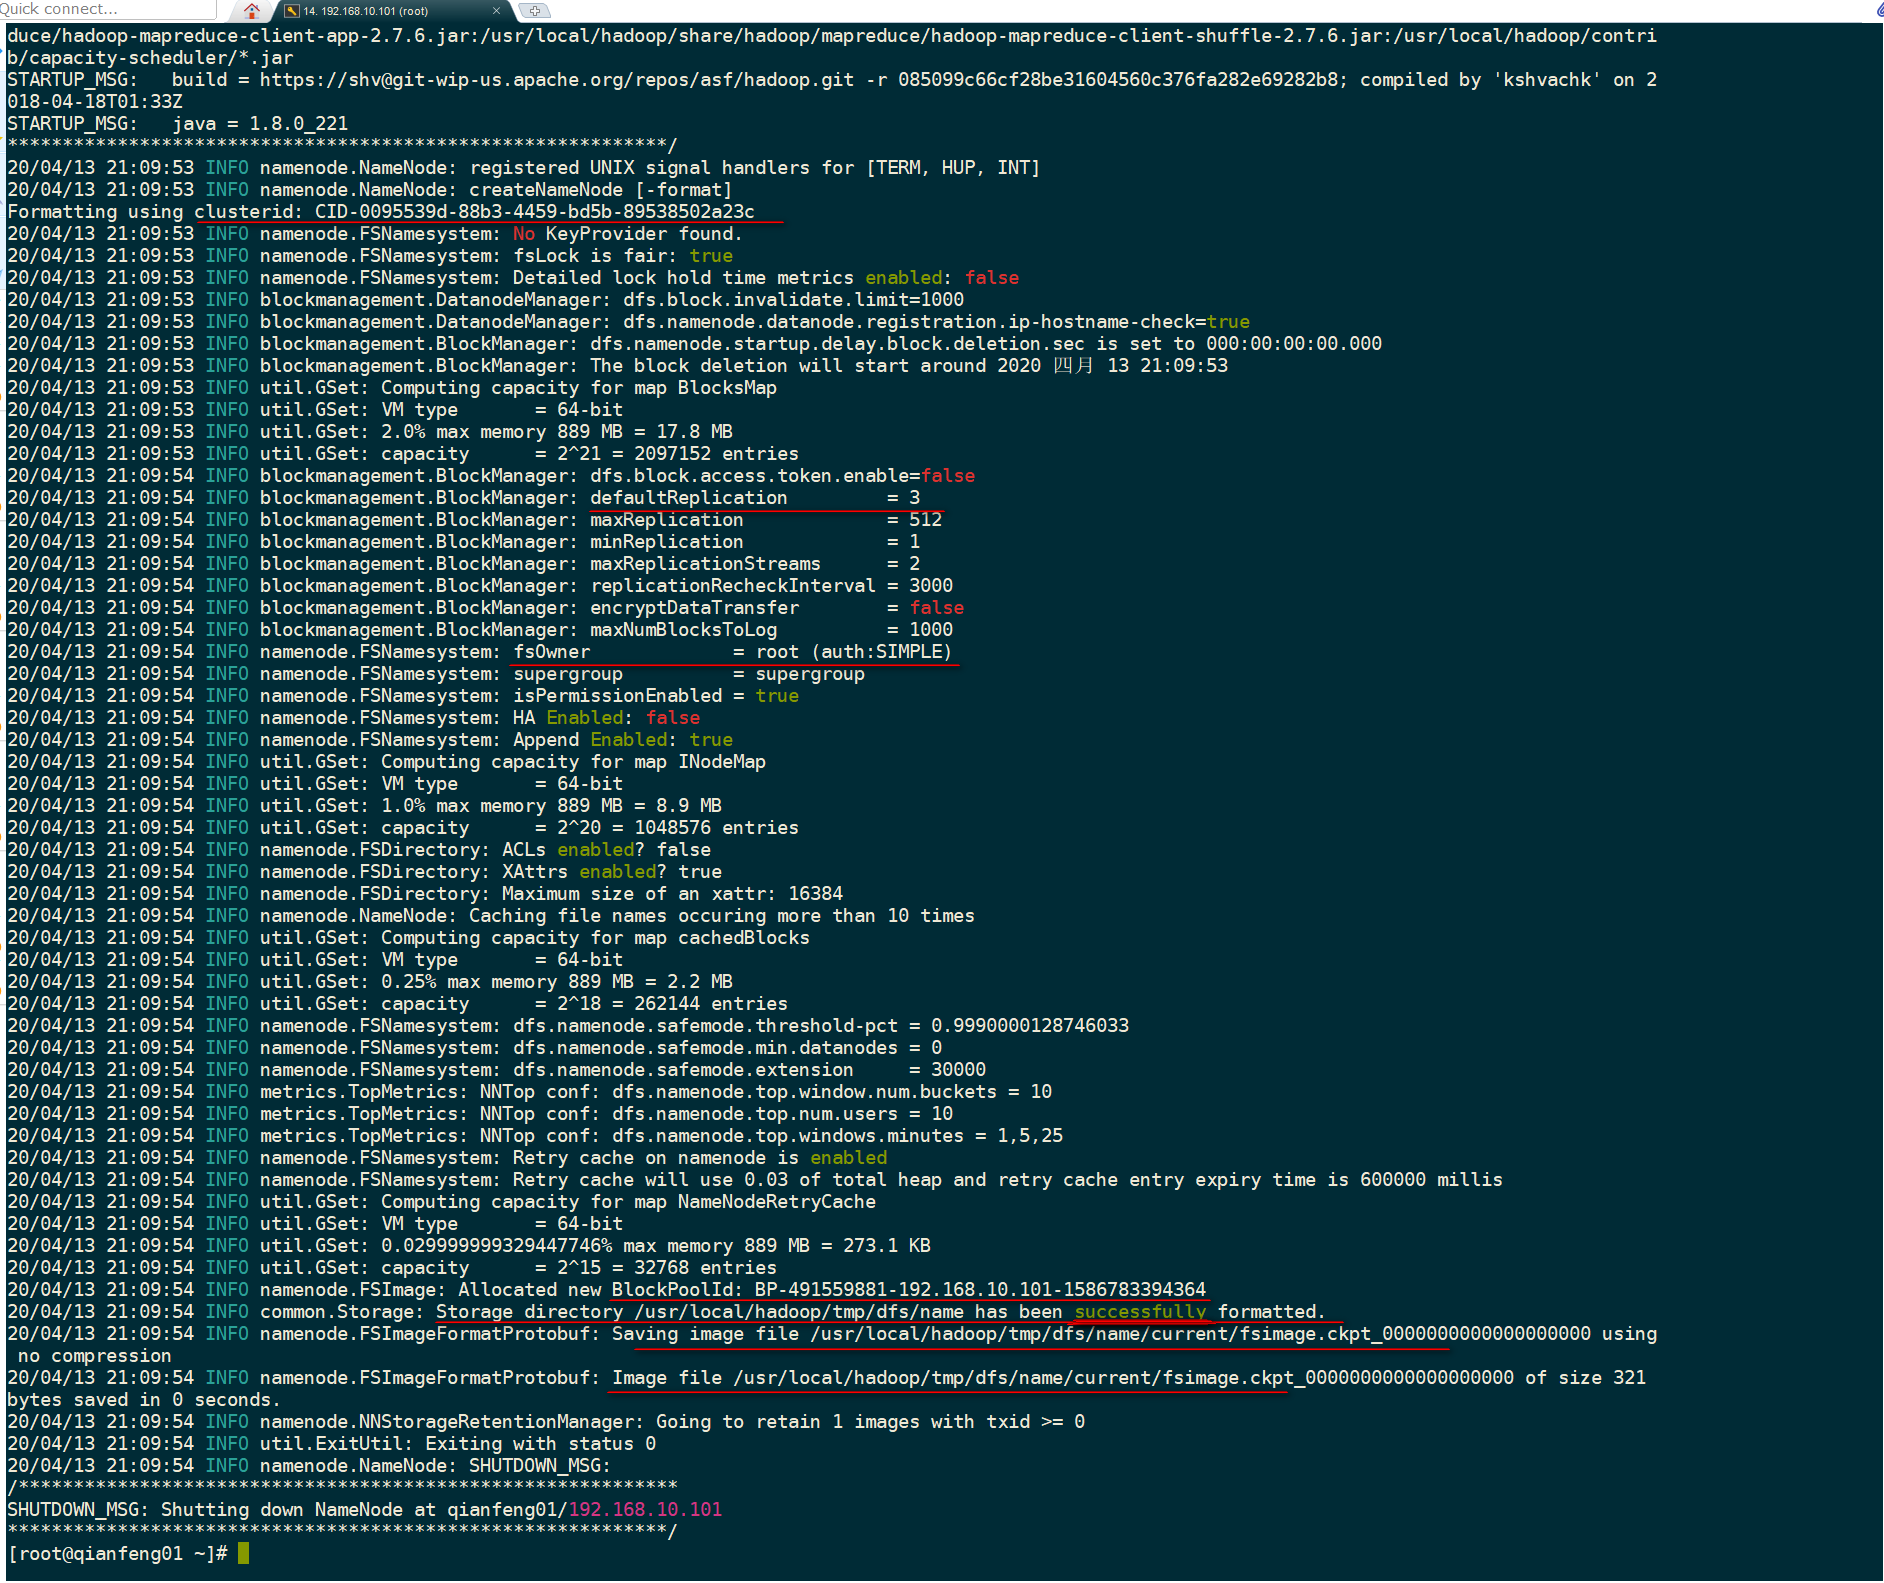 Quick connect...
14. 192.168.10.101 (root)
duce/hadoop-mapreduce-client-app-2.7.6.jar:/usr/local/hadoop/share/hadoop/mapreduce/hadoop-mapreduce-client-shuffle-2.7.6.jar:/usr/local/hadoop/contri
b/capacity-scheduler/*.jar
STARTUP_MSG:   build = https://shv@git-wip-us.apache.org/repos/asf/hadoop.git -r 085099c66cf28be31604560c376fa282e69282b8; compiled by 'kshvachk' on 2
018-04-18T01:33Z
STARTUP_MSG:   java = 1.8.0_221
************************************************************/
20/04/13 21:09:53 INFO namenode.NameNode: registered UNIX signal handlers for [TERM, HUP, INT]
20/04/13 21:09:53 INFO namenode.NameNode: createNameNode [-format]
Formatting using clusterid: CID-0095539d-88b3-4459-bd5b-89538502a23c
20/04/13 21:09:53 INFO namenode.FSNamesystem: No KeyProvider found.
20/04/13 21:09:53 INFO namenode.FSNamesystem: fsLock is fair: true
20/04/13 21:09:53 INFO namenode.FSNamesystem: Detailed lock hold time metrics enabled: false
20/04/13 21:09:53 INFO blockmanagement.DatanodeManager: dfs.block.invalidate.limit=1000
20/04/13 21:09:53 INFO blockmanagement.DatanodeManager: dfs.namenode.datanode.registration.ip-hostname-check=true
20/04/13 21:09:53 INFO blockmanagement.BlockManager: dfs.namenode.startup.delay.block.deletion.sec is set to 000:00:00:00.000
20/04/13 21:09:53 INFO blockmanagement.BlockManager: The block deletion will start around 2020 四月 13 21:09:53
20/04/13 21:09:53 INFO util.GSet: Computing capacity for map BlocksMap
20/04/13 21:09:53 INFO util.GSet: VM type       = 64-bit
20/04/13 21:09:53 INFO util.GSet: 2.0% max memory 889 MB = 17.8 MB
20/04/13 21:09:53 INFO util.GSet: capacity      = 2^21 = 2097152 entries
20/04/13 21:09:54 INFO blockmanagement.BlockManager: dfs.block.access.token.enable=false
20/04/13 21:09:54 INFO blockmanagement.BlockManager: defaultReplication         = 3
20/04/13 21:09:54 INFO blockmanagement.BlockManager: maxReplication             = 512
20/04/13 21:09:54 INFO blockmanagement.BlockManager: minReplication             = 1
20/04/13 21:09:54 INFO blockmanagement.BlockManager: maxReplicationStreams      = 2
20/04/13 21:09:54 INFO blockmanagement.BlockManager: replicationRecheckInterval = 3000
20/04/13 21:09:54 INFO blockmanagement.BlockManager: encryptDataTransfer        = false
20/04/13 21:09:54 INFO blockmanagement.BlockManager: maxNumBlocksToLog          = 1000
20/04/13 21:09:54 INFO namenode.FSNamesystem: fsOwner             = root (auth:SIMPLE)
20/04/13 21:09:54 INFO namenode.FSNamesystem: supergroup          = supergroup
20/04/13 21:09:54 INFO namenode.FSNamesystem: isPermissionEnabled = true
20/04/13 21:09:54 INFO namenode.FSNamesystem: HA Enabled: false
20/04/13 21:09:54 INFO namenode.FSNamesystem: Append Enabled: true
20/04/13 21:09:54 INFO util.GSet: Computing capacity for map INodeMap
20/04/13 21:09:54 INFO util.GSet: VM type       = 64-bit
20/04/13 21:09:54 INFO util.GSet: 1.0% max memory 889 MB = 8.9 MB
20/04/13 21:09:54 INFO util.GSet: capacity      = 2^20 = 1048576 entries
20/04/13 21:09:54 INFO namenode.FSDirectory: ACLs enabled? false
20/04/13 21:09:54 INFO namenode.FSDirectory: XAttrs enabled? true
20/04/13 21:09:54 INFO namenode.FSDirectory: Maximum size of an xattr: 16384
20/04/13 21:09:54 INFO namenode.NameNode: Caching file names occuring more than 10 times
20/04/13 21:09:54 INFO util.GSet: Computing capacity for map cachedBlocks
20/04/13 21:09:54 INFO util.GSet: VM type       = 64-bit
20/04/13 21:09:54 INFO util.GSet: 0.25% max memory 889 MB = 2.2 MB
20/04/13 21:09:54 INFO util.GSet: capacity      = 2^18 = 262144 entries
20/04/13 21:09:54 INFO namenode.FSNamesystem: dfs.namenode.safemode.threshold-pct = 0.9990000128746033
20/04/13 21:09:54 INFO namenode.FSNamesystem: dfs.namenode.safemode.min.datanodes = 0
20/04/13 21:09:54 INFO namenode.FSNamesystem: dfs.namenode.safemode.extension     = 30000
20/04/13 21:09:54 INFO metrics.TopMetrics: NNTop conf: dfs.namenode.top.window.num.buckets = 10
20/04/13 21:09:54 INFO metrics.TopMetrics: NNTop conf: dfs.namenode.top.num.users = 10
20/04/13 21:09:54 INFO metrics.TopMetrics: NNTop conf: dfs.namenode.top.windows.minutes = 1,5,25
20/04/13 21:09:54 INFO namenode.FSNamesystem: Retry cache on namenode is enabled
20/04/13 21:09:54 INFO namenode.FSNamesystem: Retry cache will use 0.03 of total heap and retry cache entry expiry time is 600000 millis
20/04/13 21:09:54 INFO util.GSet: Computing capacity for map NameNodeRetryCache
20/04/13 21:09:54 INFO util.GSet: VM type       = 64-bit
20/04/13 21:09:54 INFO util.GSet: 0.029999999329447746% max memory 889 MB = 273.1 KB
20/04/13 21:09:54 INFO util.GSet: capacity      = 2^15 = 32768 entries
20/04/13 21:09:54 INFO namenode.FSImage: Allocated new BlockPoolId: BP-491559881-192.168.10.101-1586783394364
20/04/13 21:09:54 INFO common.Storage: Storage directory /usr/local/hadoop/tmp/dfs/name has been successfully formatted.
20/04/13 21:09:54 INFO namenode.FSImageFormatProtobuf: Saving image file /usr/local/hadoop/tmp/dfs/name/current/fsimage.ckpt_0000000000000000000 using
 no compression
20/04/13 21:09:54 INFO namenode.FSImageFormatProtobuf: Image file /usr/local/hadoop/tmp/dfs/name/current/fsimage.ckpt_0000000000000000000 of size 321
bytes saved in 0 seconds.
20/04/13 21:09:54 INFO namenode.NNStorageRetentionManager: Going to retain 1 images with txid >= 0
20/04/13 21:09:54 INFO util.ExitUtil: Exiting with status 0
20/04/13 21:09:54 INFO namenode.NameNode: SHUTDOWN_MSG:
/************************************************************
SHUTDOWN_MSG: Shutting down NameNode at qianfeng01/192.168.10.101
************************************************************/
[root@qianfeng01 ~]#